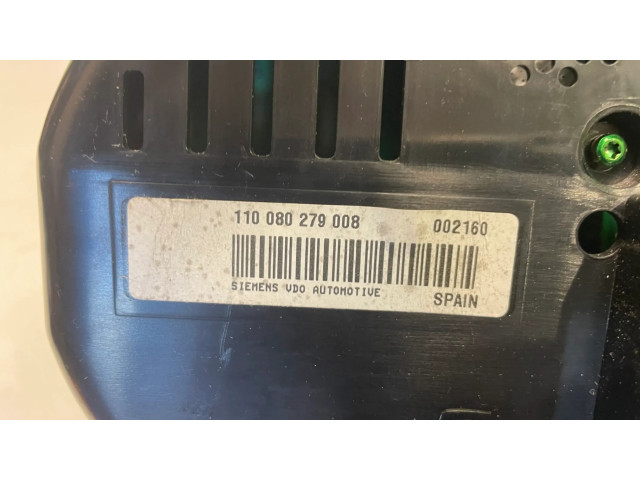 110 080 279 008 002160
SIEMENS VDO AUTOMOTIVE
SPAIN